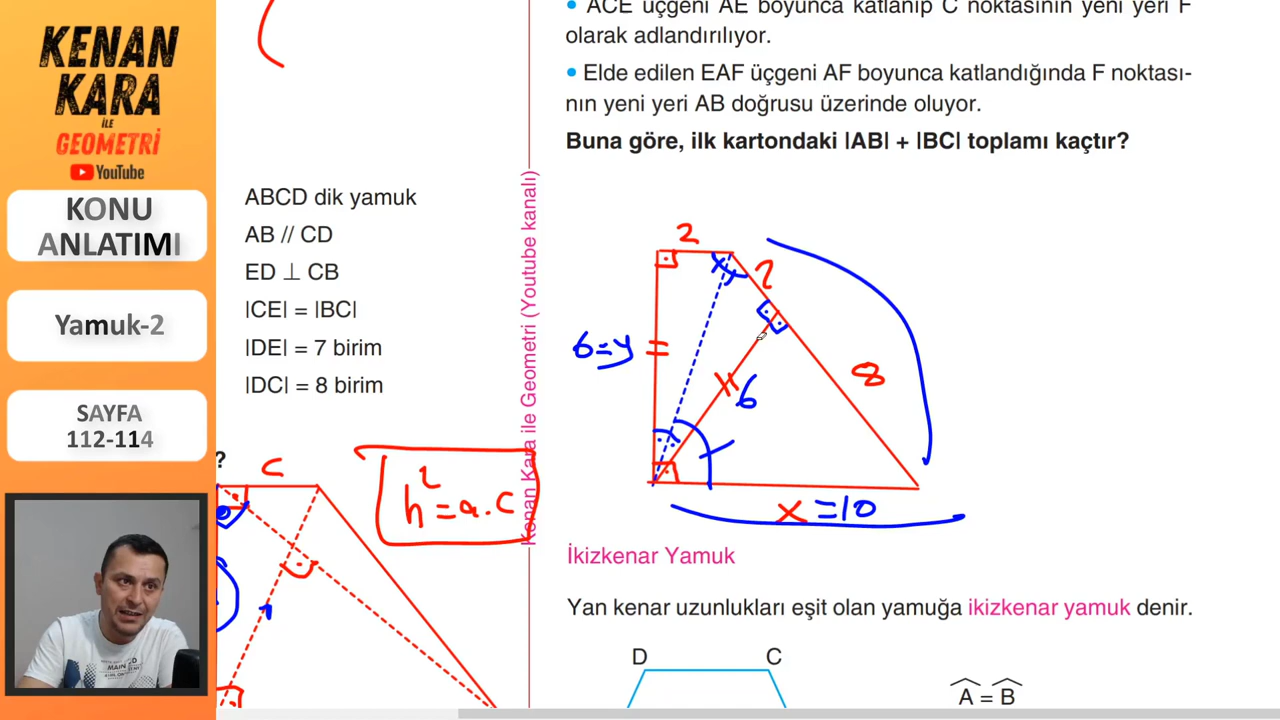 KENAN
KARA
İLE
GEOMETRİ
YouTube
KONU
ANLATIMI
Yamuk-2
SAYFA
112-114
ABCD dik yamuk
AB // CD
ED ⊥ CB
|CE| = |BC|
|DE| = 7 birim
|DC| = 8 birim
?
C
h² = a.c
Kenan Kara ile Geometri (Youtube kanalı)
• ACE üçgeni AE boyunca katlanıp C noktasının yeni yeri F
olarak adlandırılıyor.
• Elde edilen EAF üçgeni AF boyunca katlandığında F noktası-
nın yeni yeri AB doğrusu üzerinde oluyor.
Buna göre, ilk kartondaki |AB| + |BC| toplamı kaçtır?
2
2
6=y
6
8
x =10
İkizkenar Yamuk
Yan kenar uzunlukları eşit olan yamuğa ikizkenar yamuk denir.
D
C
A = B